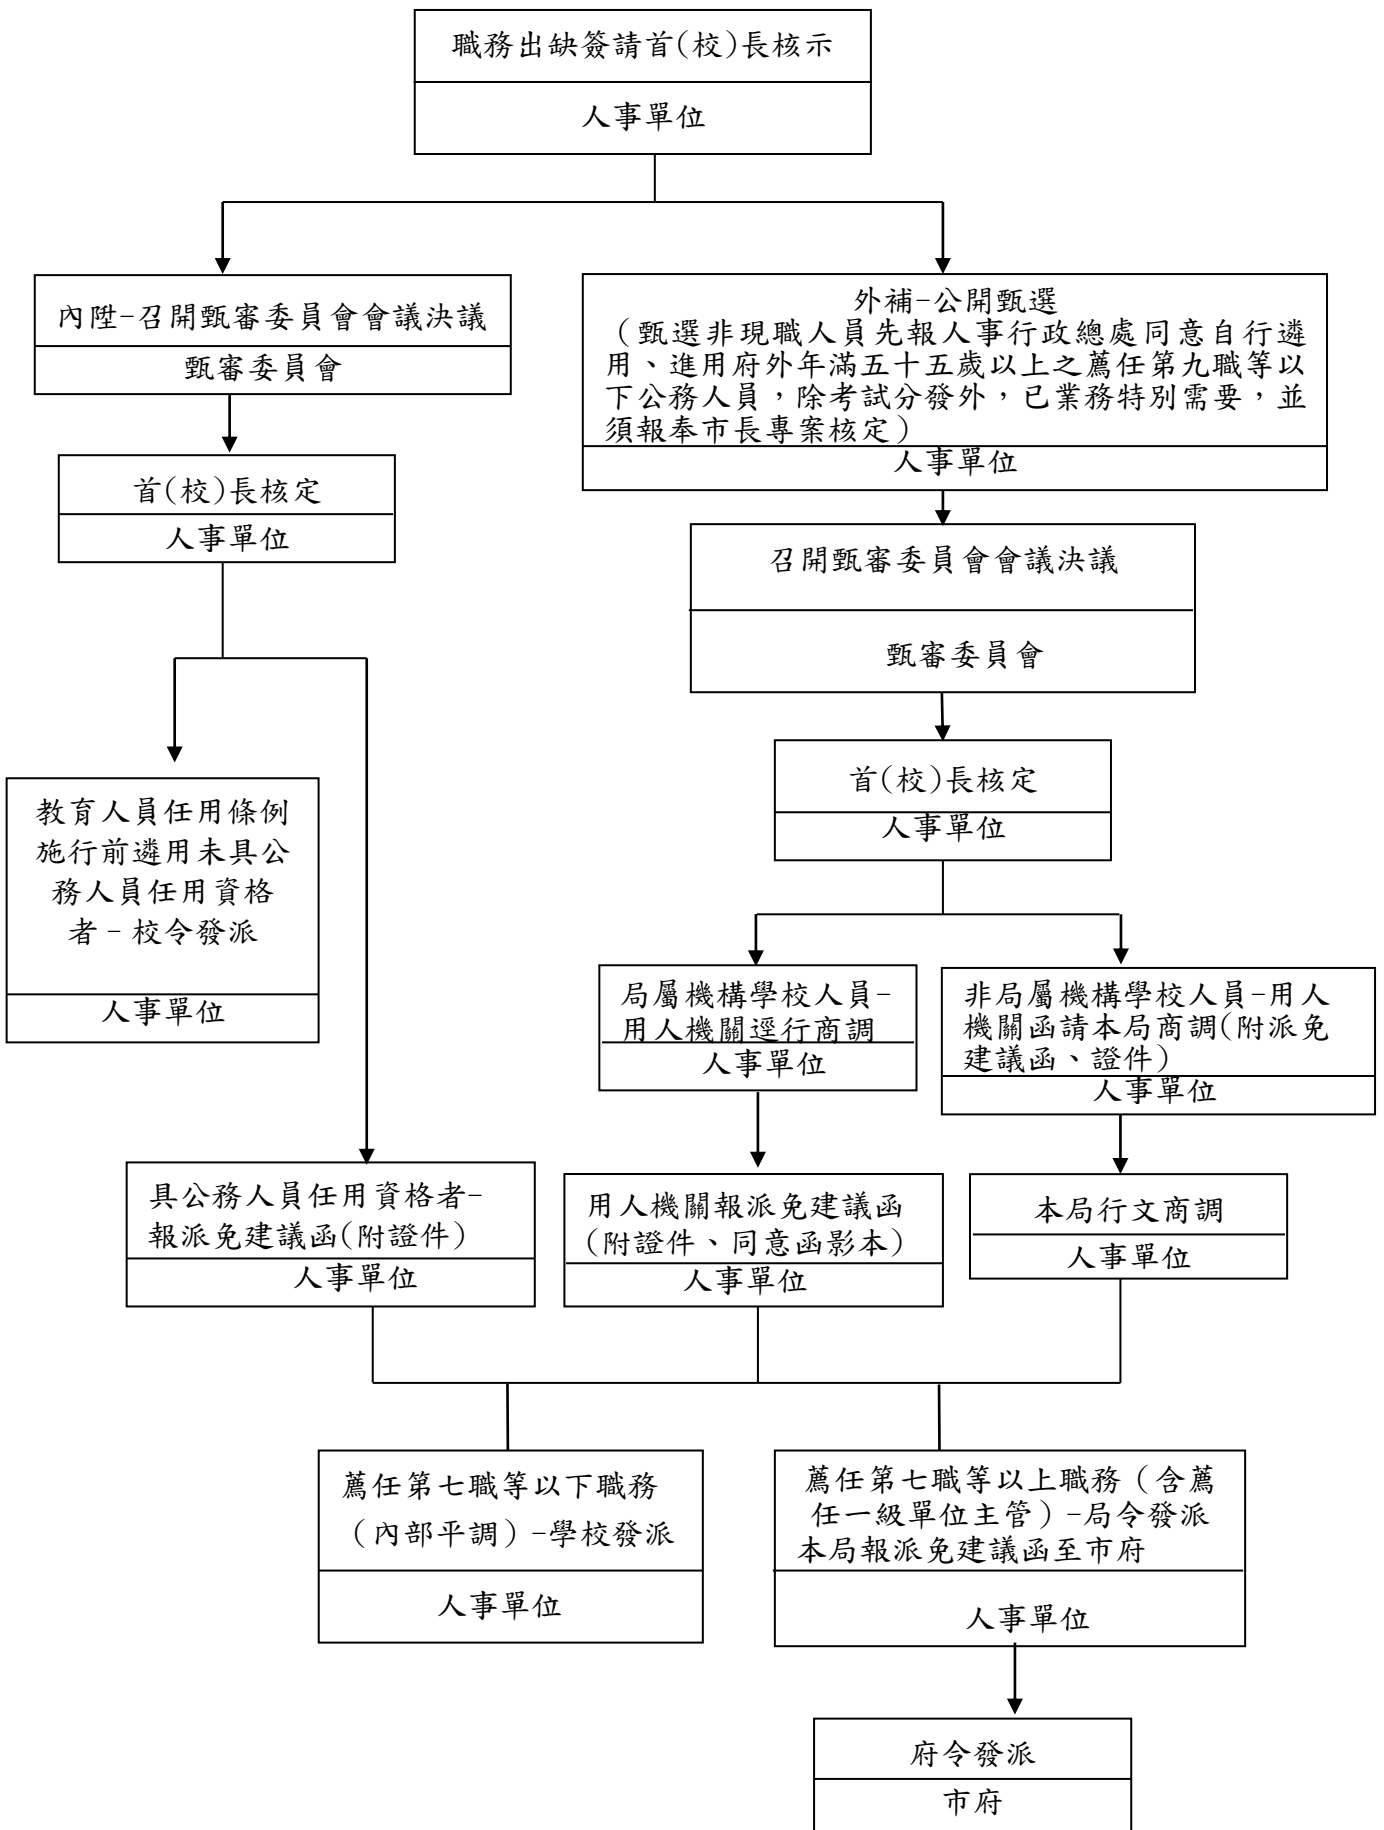 職務出缺簽請首(校)長核示
人事單位
內陞-召開甄審委員會會議決議
甄審委員會
外補-公開甄選
（甄選非現職人員先報人事行政總處同意自行遴
用、進用府外年滿五十五歲以上之薦任第九職等以
下公務人員，除考試分發外，已業務特別需要，並
須報奉市長專案核定）
人事單位
首(校)長核定
人事單位
召開甄審委員會會議決議
甄審委員會
首(校)長核定
人事單位
教育人員任用條例
施行前遴用未具公
務人員任用資格
者-校令發派
人事單位
局屬機構學校人員-
用人機關逕行商調
人事單位
非局屬機構學校人員-用人
機關函請本局商調(附派免
建議函、證件)
人事單位
具公務人員任用資格者-
報派免建議函(附證件)
人事單位
用人機關報派免建議函
(附證件、同意函影本)
人事單位
本局行文商調
人事單位
薦任第七職等以下職務
（內部平調）-學校發派
人事單位
薦任第七職等以上職務（含薦
任一級單位主管）-局令發派
本局報派免建議函至市府
人事單位
府令發派
市府